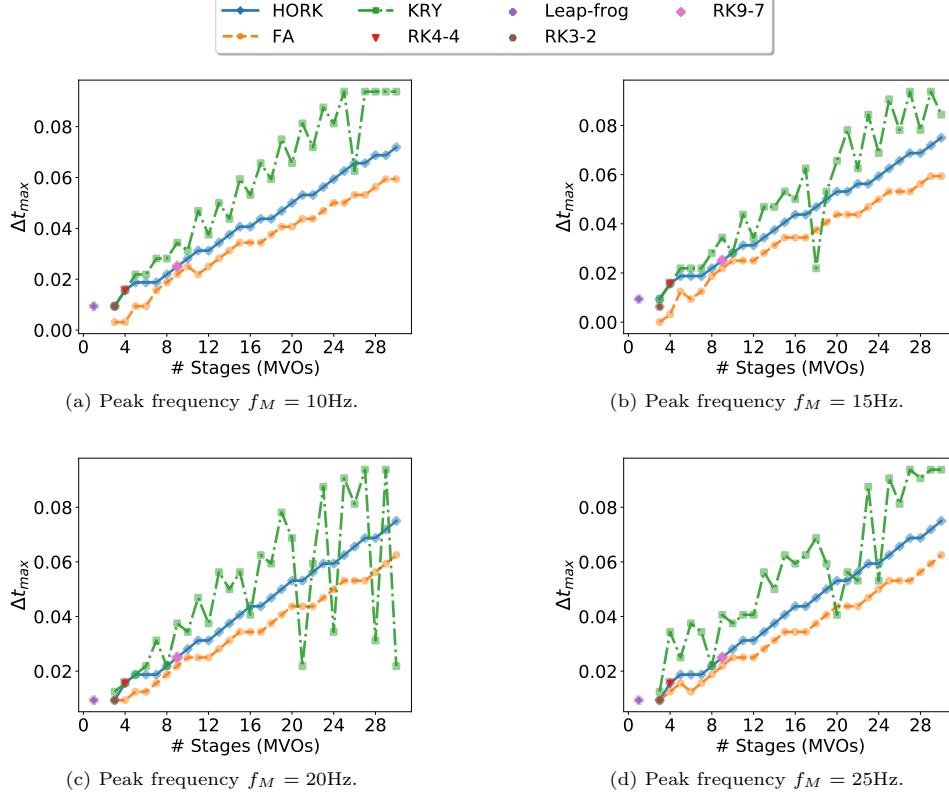 HORK KRY Leap-frog RK9-7
FA RK4-4 RK3-2
0.08
0.06
0.04
0.02
0.00
Δt_max
0 4 8 12 16 20 24 28
# Stages (MVOs)
(a) Peak frequency f_M = 10Hz.
0.08
0.06
0.04
0.02
0.00
Δt_max
0 4 8 12 16 20 24 28
# Stages (MVOs)
(b) Peak frequency f_M = 15Hz.
0.08
0.06
0.04
0.02
Δt_max
0 4 8 12 16 20 24 28
# Stages (MVOs)
(c) Peak frequency f_M = 20Hz.
0.08
0.06
0.04
0.02
Δt_max
0 4 8 12 16 20 24 28
# Stages (MVOs)
(d) Peak frequency f_M = 25Hz.